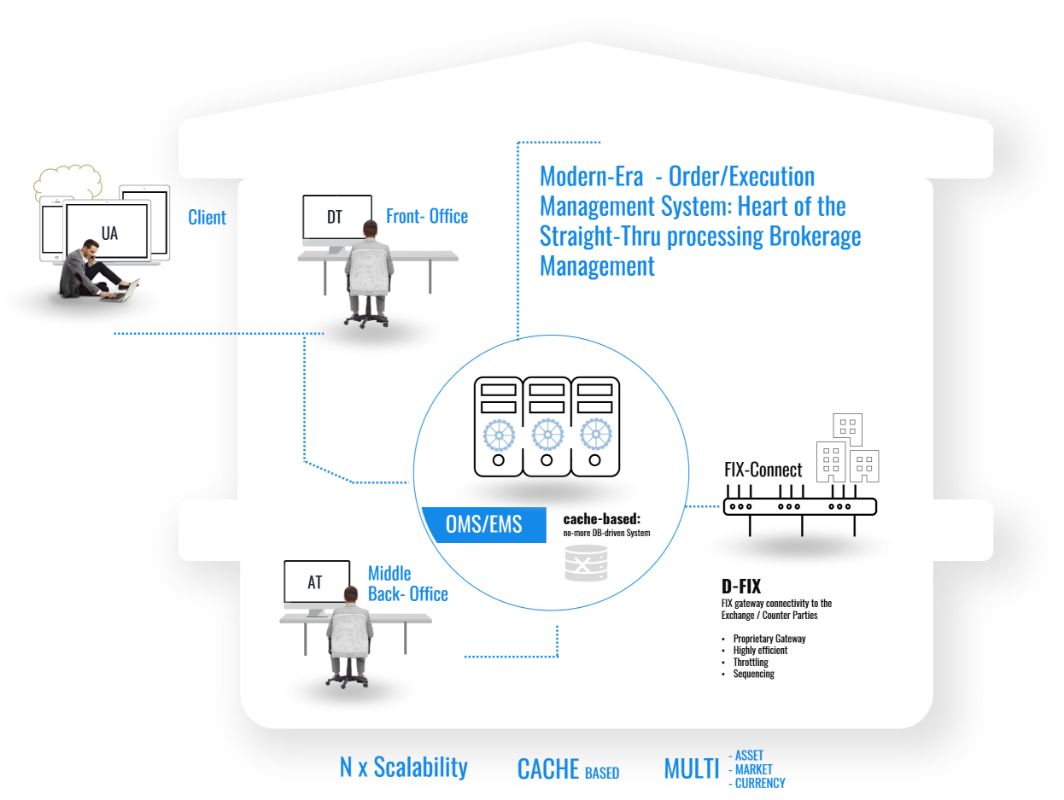 Modern-Era - Order/Execution
Management System: Heart of the
Straight-Thru processing Brokerage
Management
Client
UA
DT
Front- Office
OMS/EMS
cache-based:
no-more DB-driven System
FIX-Connect
D-FIX
FIX gateway connectivity to the
Exchange / Counter Parties
• Proprietary Gateway
• Highly efficient
• Throttling
• Sequencing
AT
Middle
Back- Office
N x Scalability
CACHE BASED
MULTI
- ASSET
- MARKET
- CURRENCY